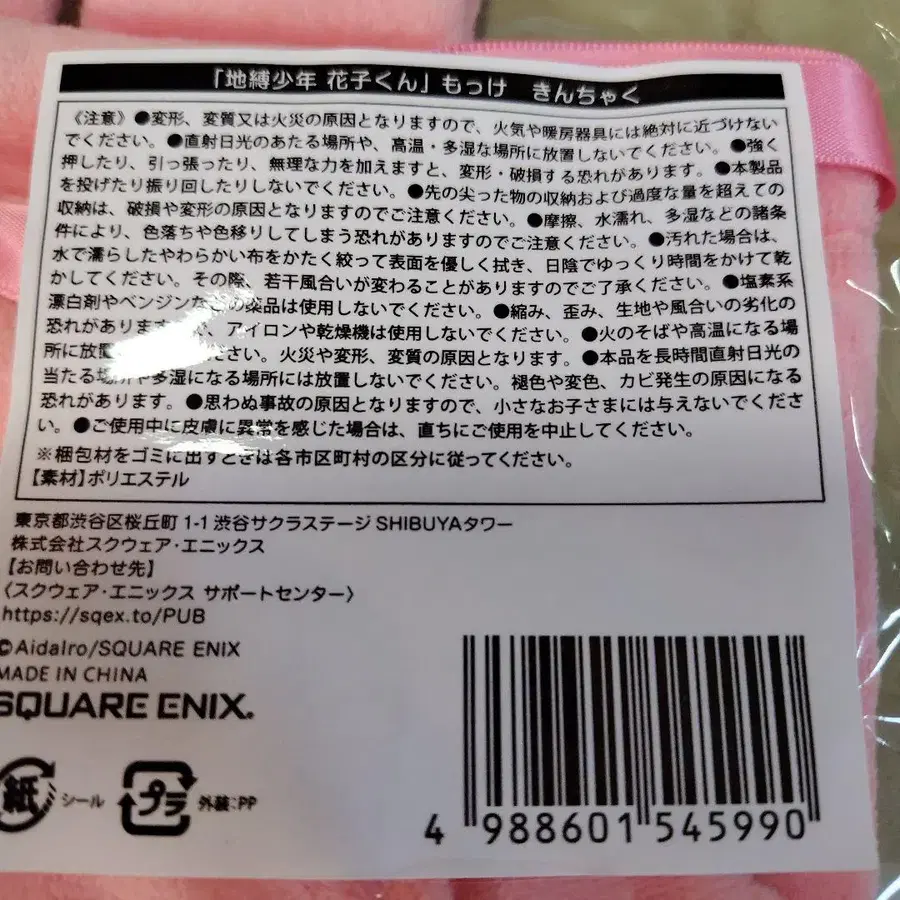 「地縛少年 花子くん」もっけ きんちゃく
《注意》●変形、変質又は火災の原因となりますので、火気や暖房器具には絶対に近づけない
でください。●直射日光のあたる場所や、高温・多湿な場所に放置しないでください。●強く
押したり、引っ張ったり、無理な力を加えますと、変形・破損する恐れがあります。●本製品
を投げたり振り回したりしないでください。●先の尖った物の収納および過度な量を超えての
収納は、破損や変形の原因となりますのでご注意ください。●摩擦、水濡れ、多湿などの諸条
件により、色落ちや色移りしてしまう恐れがありますのでご注意ください。●汚れた場合は、
水で濡らしたやわらかい布をかたく絞って表面を優しく拭き、日陰でゆっくり時間をかけて乾
かしてください。その際、若干風合いが変わることがありますのでご了承ください。●塩素系
漂白剤やベンジンなどの薬品は使用しないでください。●縮み、歪み、生地や風合いの劣化の
恐れがありますので、アイロンや乾燥機は使用しないでください。●火のそばや高温になる場
所に放置 ください。火災や変形、変質の原因となります。●本品を長時間直射日光の
当たる場所や多湿になる場所には放置しないでください。褪色や変色、カビ発生の原因になる
恐れがあります。●思わぬ事故の原因となりますので、小さなお子さまには与えないでくださ
い。●ご使用中に皮膚に異常を感じた場合は、直ちにご使用を中止してください。
※梱包材をゴミに出すときは各市区町村の区分に従ってください。
【素材】ポリエステル
東京都渋谷区桜丘町1-1 渋谷サクラステージ SHIBUYAタワー
株式会社スクウェア・エニックス
【お問い合わせ先】
〈スクウェア・エニックス サポートセンター〉
https://sqex.to/PUB
©AidaIro/SQUARE ENIX
MADE IN CHINA
SQUARE ENIX.
紙 シール プラ 外装:PP
4 988601 545990